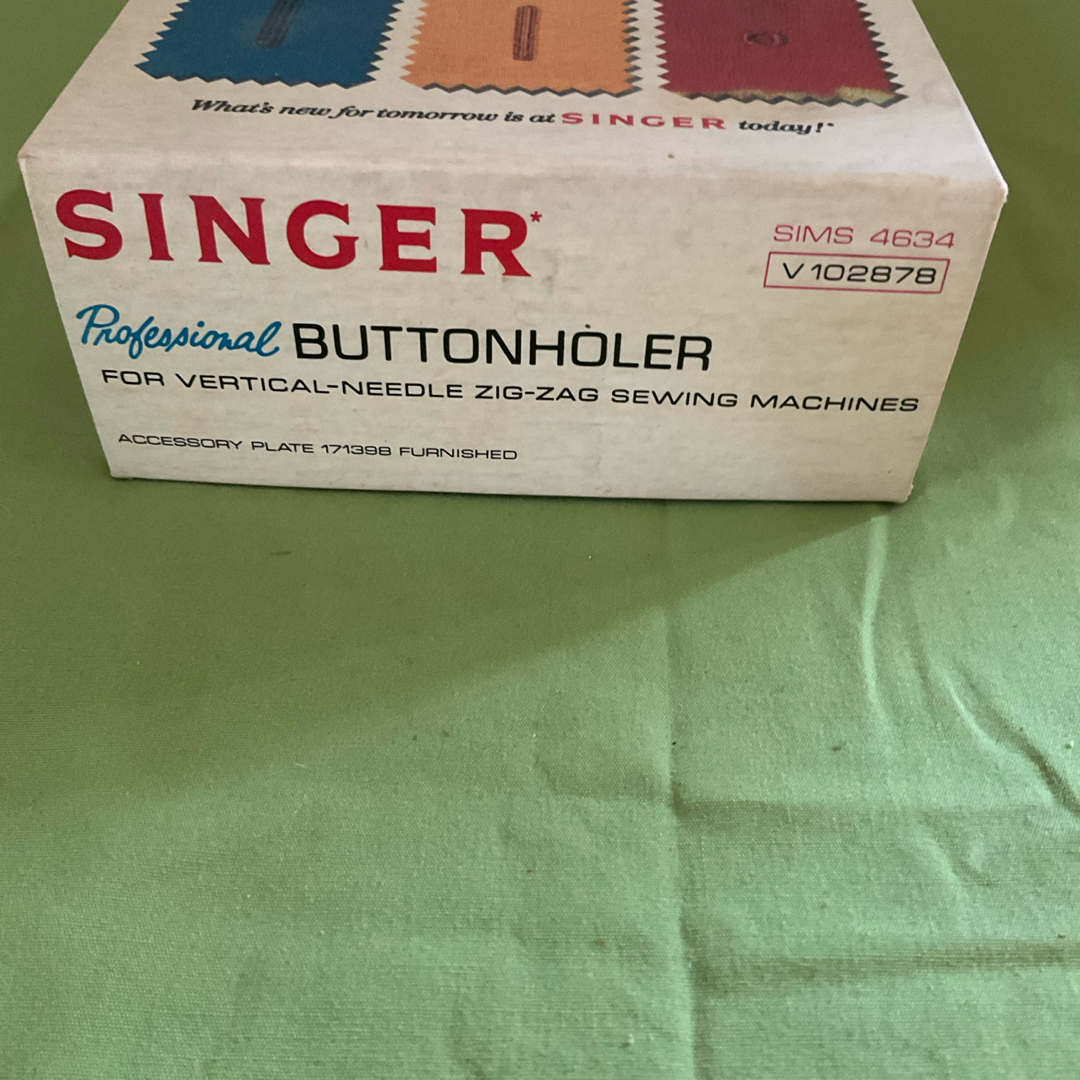 What's new for tomorrow is at SINGER today!*
SINGER*
SIMS 4634
V 102878
Professional BUTTONHOLER
FOR VERTICAL-NEEDLE ZIG-ZAG SEWING MACHINES
ACCESSORY PLATE 171398 FURNISHED